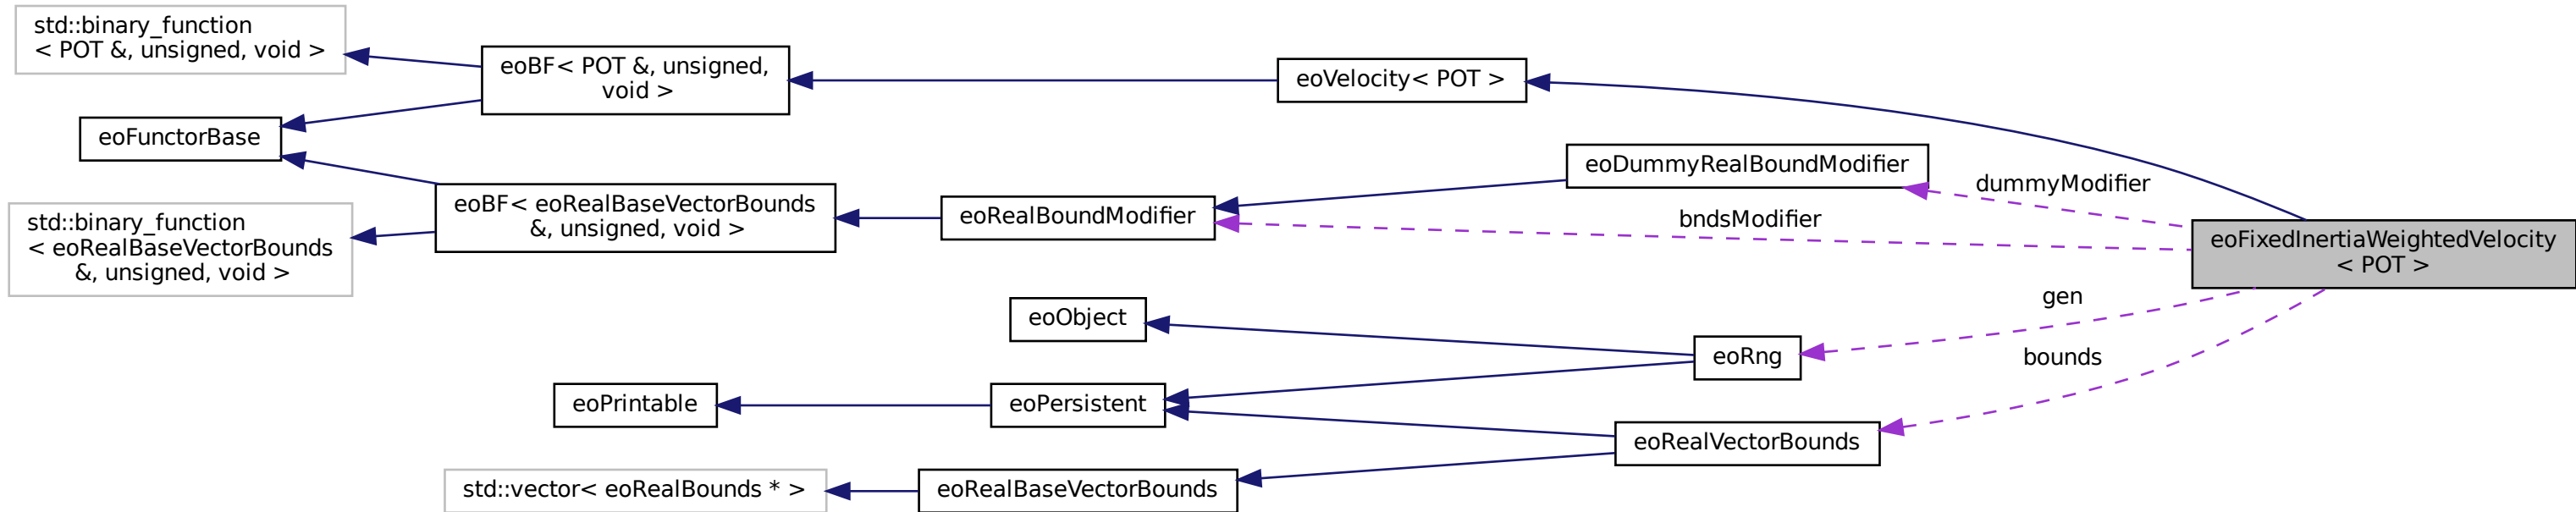 std::binary_function
< POT &, unsigned, void >
eoBF< POT &, unsigned,
void >
eoVelocity< POT >
eoFunctorBase
eoDummyRealBoundModifier
dummyModifier
std::binary_function
< eoRealBaseVectorBounds
&, unsigned, void >
eoBF< eoRealBaseVectorBounds
&, unsigned, void >
eoRealBoundModifier
bndsModifier
eoFixedInertiaWeightedVelocity
< POT >
eoObject
gen
eoRng
bounds
eoPrintable
eoPersistent
eoRealVectorBounds
std::vector< eoRealBounds * >
eoRealBaseVectorBounds